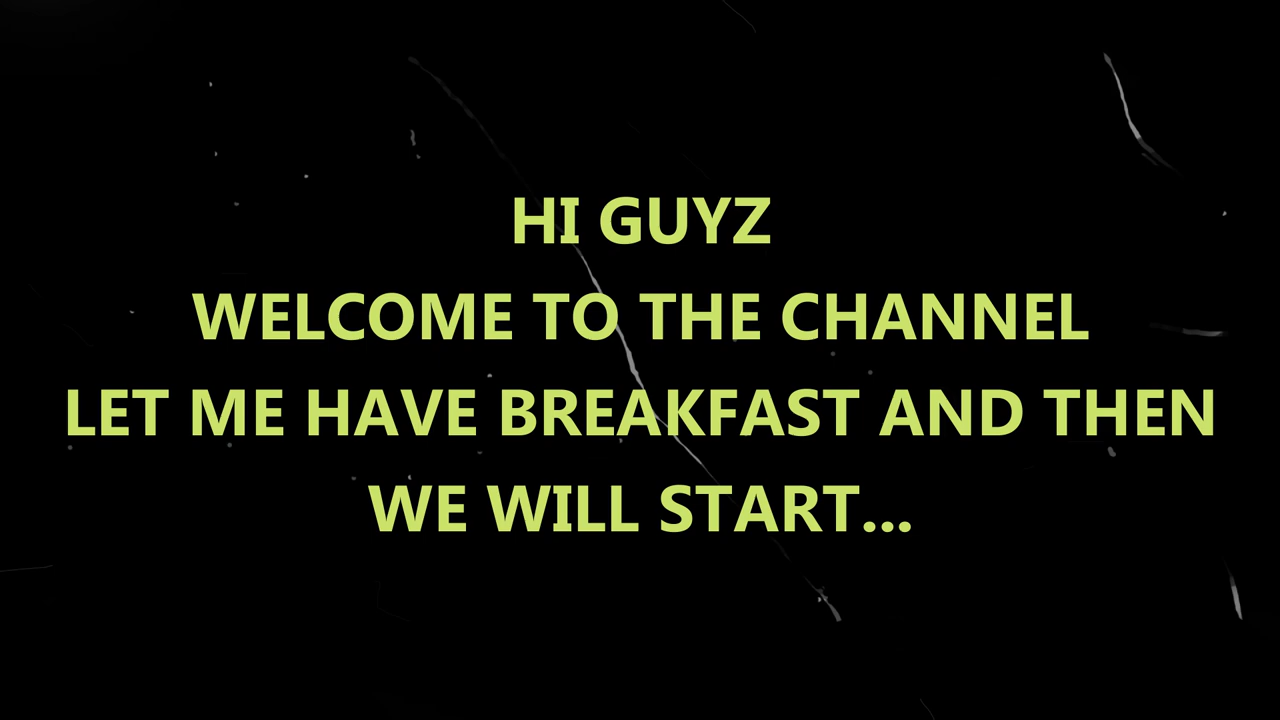 HI GUYZ
WELCOME TO THE CHANNEL
LET ME HAVE BREAKFAST AND THEN
WE WILL START...